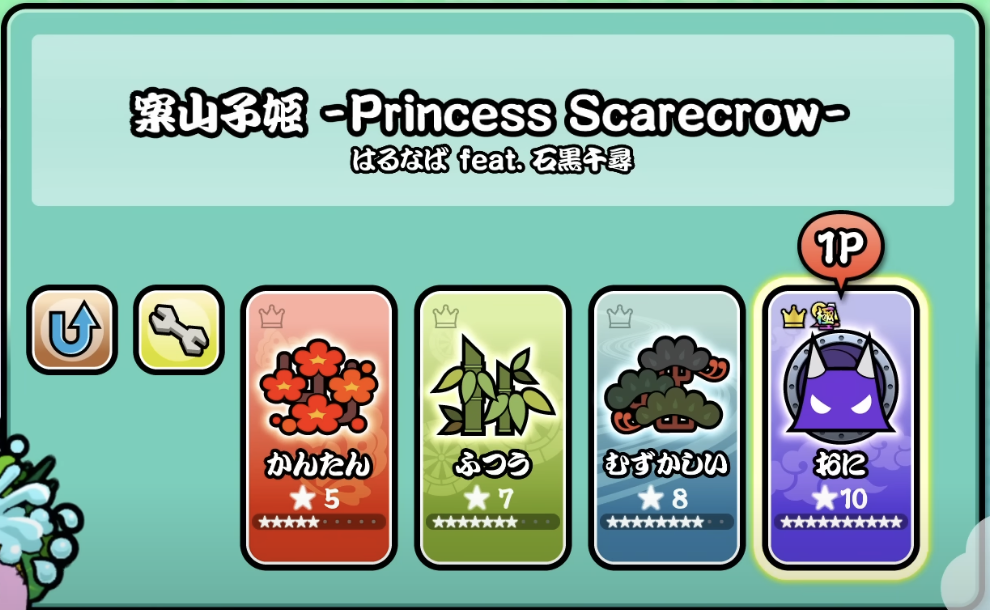 案山子姫 -Princess Scarecrow-
はるなば feat. 石黒千尋
1P
極
かんたん
ふつう
むずかしい
おに
★5
★7
★8
★10